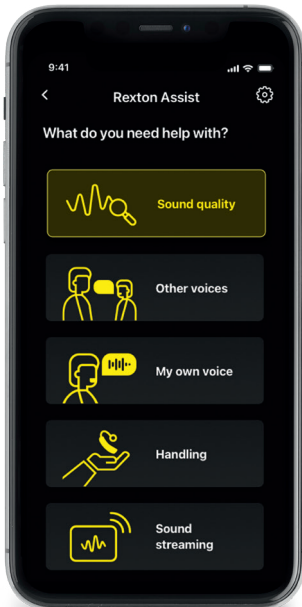 9:41
Rexton Assist
What do you need help with?
Sound quality
Other voices
My own voice
Handling
Sound
streaming